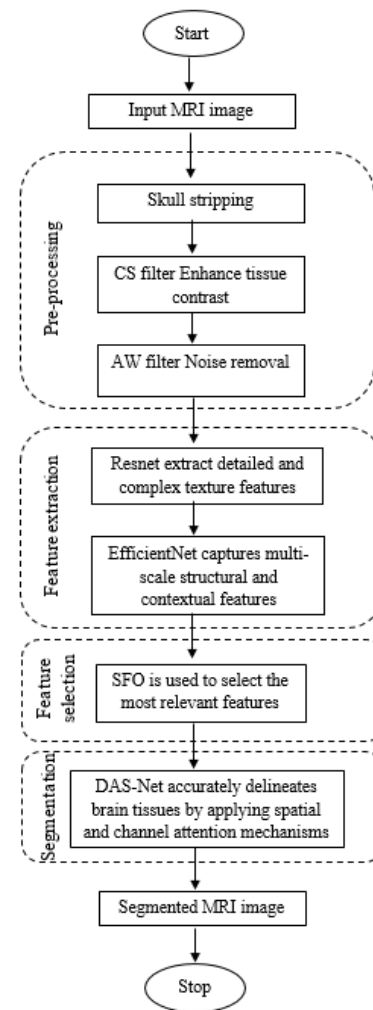 Start
Input MRI image
Pre-processing
Skull stripping
CS filter Enhance tissue
contrast
AW filter Noise removal
Feature extraction
Resnet extract detailed and
complex texture features
EfficientNet captures multi-
scale structural and
contextual features
Feature
selection
SFO is used to select the
most relevant features
Segmentation
DAS-Net accurately delineates
brain tissues by applying spatial
and channel attention mechanisms
Segmented MRI image
Stop